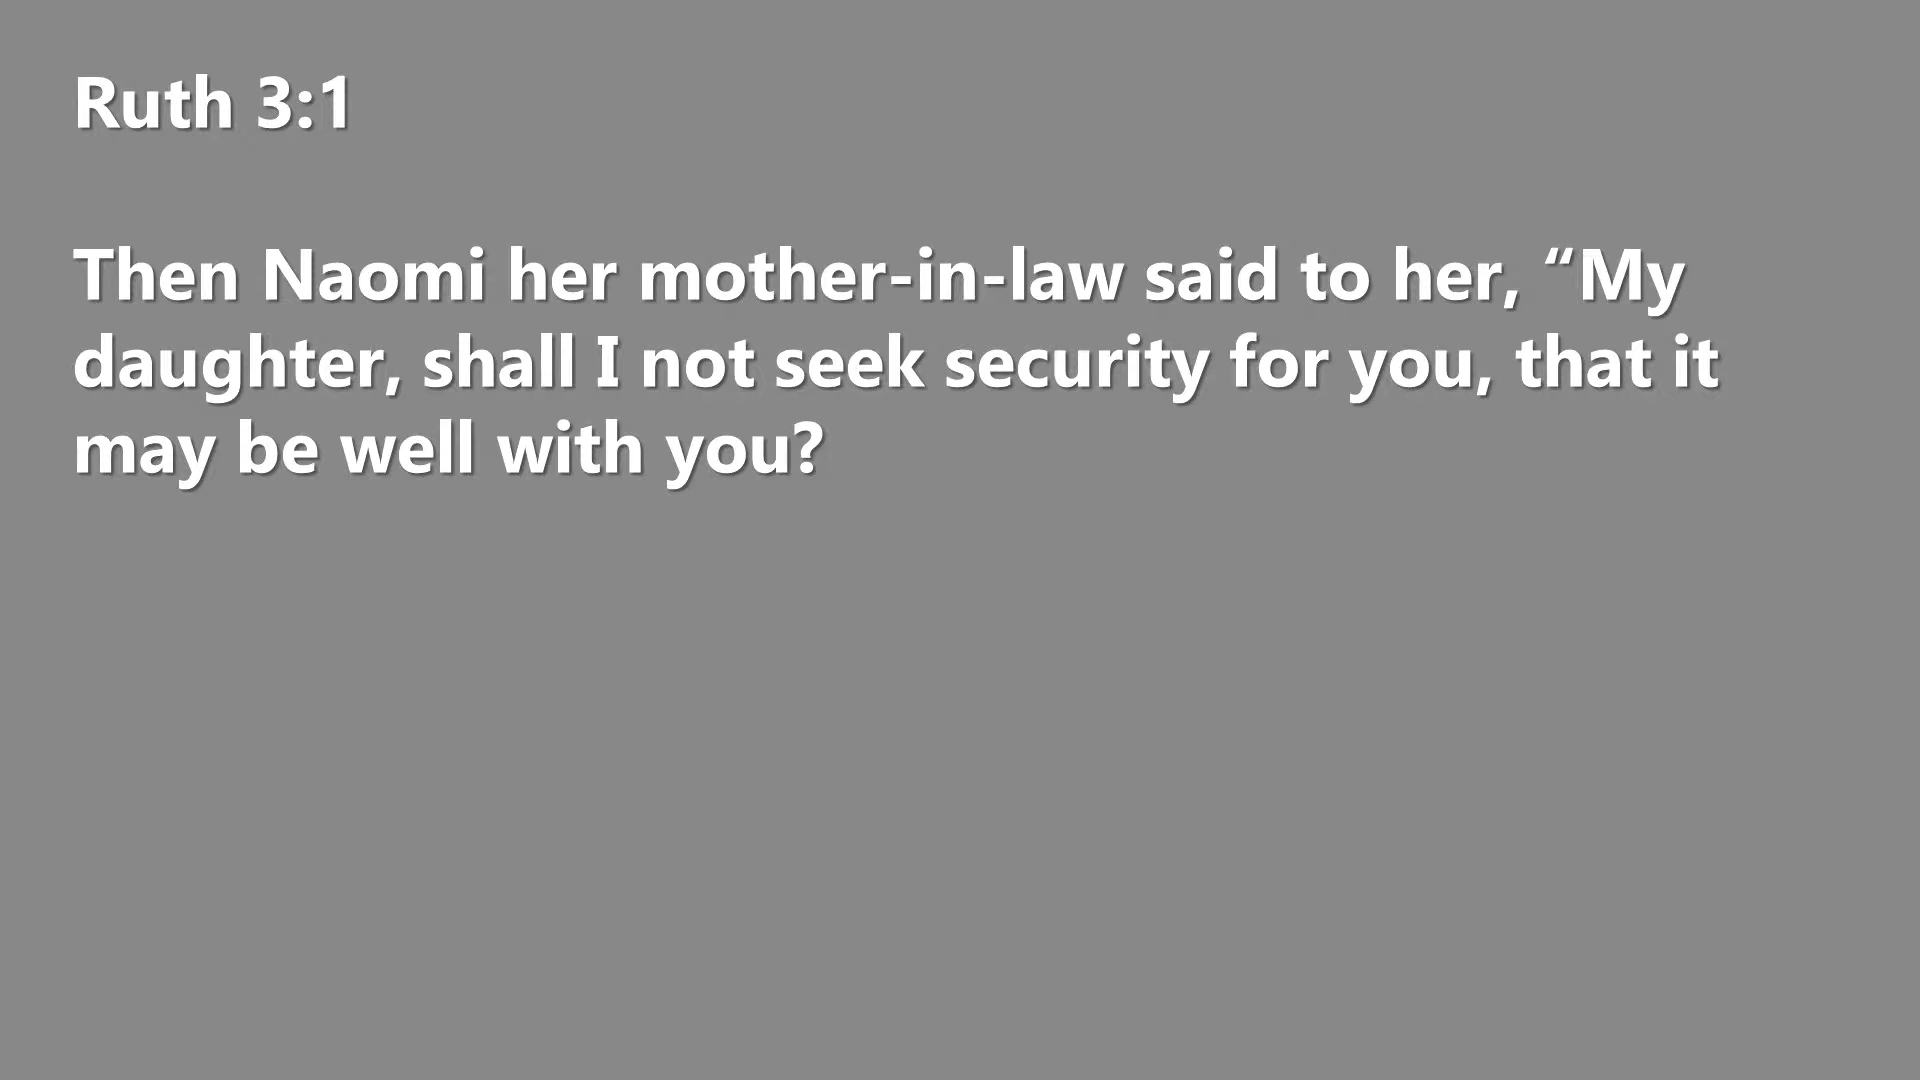 Ruth 3:1
Then Naomi her mother-in-law said to her, “My
daughter, shall I not seek security for you, that it
may be well with you?